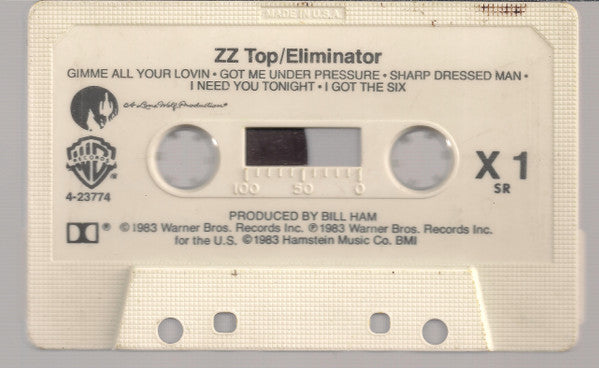 MADE IN U.S.A.
ZZ Top/Eliminator
GIMME ALL YOUR LOVIN • GOT ME UNDER PRESSURE • SHARP DRESSED MAN •
I NEED YOU TONIGHT • I GOT THE SIX
A Lone Wolf Production®
WB
RECORDS
®
4-23774
100 50 0
X 1
SR
PRODUCED BY BILL HAM
® ©1983 Warner Bros. Records Inc. ℗1983 Warner Bros. Records Inc.
for the U.S. ©1983 Hamstein Music Co. BMI